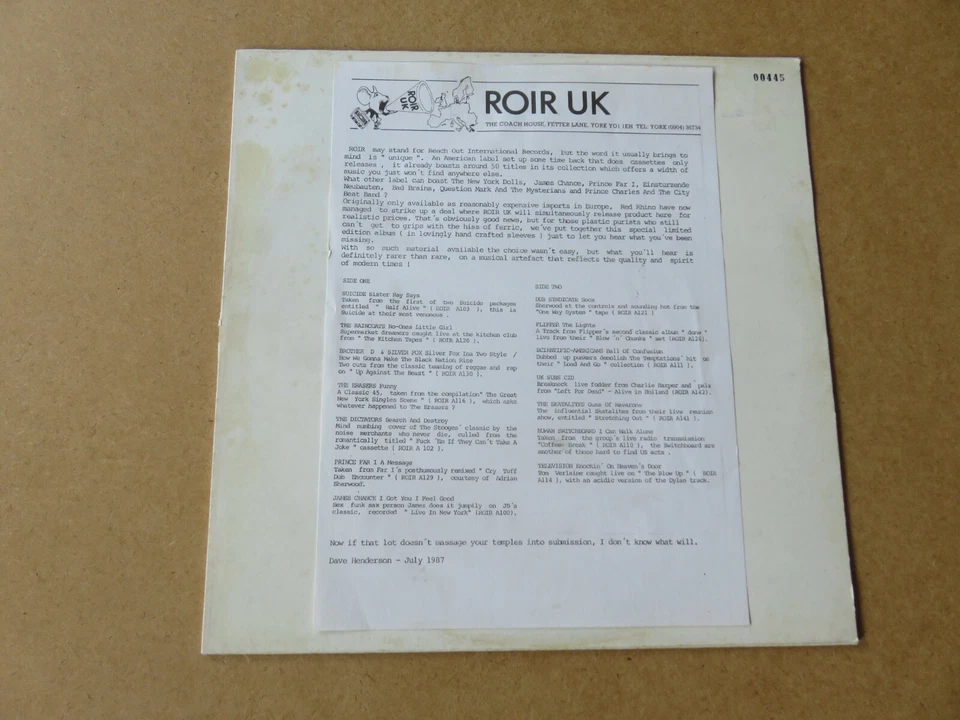 00445
ROIR UK
ROIR UK
THE COACH HOUSE, FETTER LANE, YORK YO1 1EH TEL: YORK (0904) 36734
ROIR may stand for Reach Out International Records, but the word it usually brings to
mind is " unique ". An American label set up some time back that does cassettes only
releases , it already boasts around 50 titles in its collection which offers a width of
music you just won't find anywhere else.
What other label can boast The New York Dolls, James Chance, Prince Far I, Einsturzende
Neubauten, Bad Brains, Question Mark And The Mysterians and Prince Charles And The City
Beat Band ?
Originally only available as reasonably expensive imports in Europe, Red Rhino have now
managed to strike up a deal where ROIR UK will simultaneously release product here for
realistic prices. That's obviously good news, but for those plastic purists who still
can't get to grips with the hiss of ferric, we've put together this special limited
edition album ( in lovingly hand crafted sleeves ) just to let you hear what you've been
missing.
With so such material available the choice wasn't easy, but what you'll hear is
definitely rarer than rare, on a musical artefact that reflects the quality and spirit
of modern times !
SIDE ONE
SUICIDE Sister Ray Says
Taken from the first of two Suicide packages
entitled " Half Alive " ( ROIR A103 ), this is
Suicide at their most venomous .
THE RAINCOATS No-Ones Little Girl
Supermarket dreamers caught live at the Kitchen club
from " The Kitchen Tapes " ( ROIR A120 ).
BROTHER D & SILVER FOX Silver Fox Ina Two Style /
How We Gonna Make The Black Nation Rise
Two cuts from the classic teaming of reggae and rap
on " Up Against The Beast " ( ROIR A130 ).
THE ERASERS Funny
A Classic 45, taken from the compilation" The Great
New York Singles Scene " ( ROIR A114 ), which asks
whatever happened to The Erasers ?
THE DICTATORS Search And Destroy
Mind numbing cover of The Stooges' classic by the
noise merchants who never die, culled from the
romantically titled " Fuck 'Em If They Can't Take A
Joke " cassette ( ROIR A 102 ).
PRINCE FAR I A Message
Taken from Far I's posthumously remixed " Cry Tuff
Dub Encounter " ( ROIR A129 ), courtesy of Adrian
Sherwood.
JAMES CHANCE I Got You I Feel Good
Sex funk sax person James does it jumpily on JB's
classic, recorded " Live In New York" (ROIR A100).
SIDE TWO
DUB SYNDICATE
Sherwood at the controls and sounding hot from the
"One Way System " tape ( ROIR A121 )
FLIPPER The Lights
A Track from Flipper's second classic album " done "
live from their " Blow 'n' Chunks " set (ROIR A126).
SCIENTIFIC AMERICANS Ball Of Confusion
Dubbed up punkers demolish The Temptations' hit on
their " Load And Go " collection ( ROIR A111 ).
UK SUBS CID
Breakneck live fodder from Charlie Harper and pals
from "Left For Dead" - Alive in Holland (ROIR A142).
THE SKATALITES Guns Of Navarone
The influential Skatalites from their live reunion
show, entitled " Stretching Out " ( ROIR A141 ).
HUMAN SWITCHBOARD I Can Walk Alone
Taken from the group's live radio transmission
"Coffee Break " ( ROIR A110 ), the Switchboard are
another of those hard to find US acts .
TELEVISION Knockin' On Heaven's Door
Tom Verlaine caught live on " The Blow Up " ( ROIR
A114 ), with an acidic version of the Dylan track.
Now if that lot doesn't massage your temples into submission, I don't know what will.
Dave Henderson - July 1987